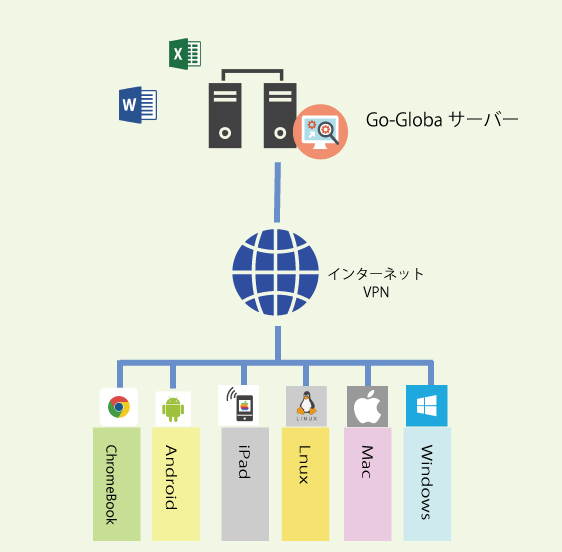 X
W
Go-Globa サーバー
インターネット
VPN
LINUX
ChromeBook
Android
iPad
Lnux
Mac
Windows